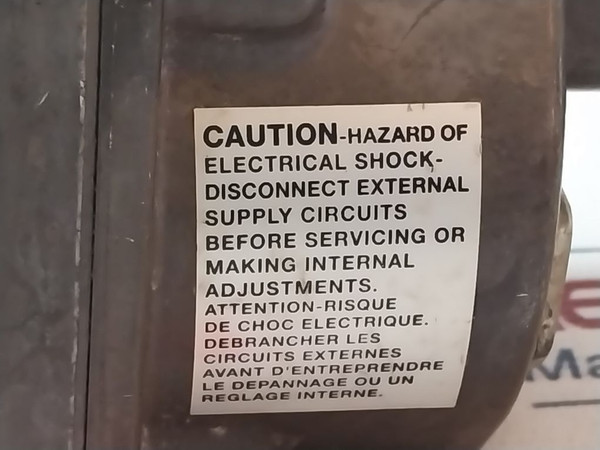 CAUTION-HAZARD OF
ELECTRICAL SHOCK-
DISCONNECT EXTERNAL
SUPPLY CIRCUITS
BEFORE SERVICING OR
MAKING INTERNAL
ADJUSTMENTS.
ATTENTION-RISQUE
DE CHOC ELECTRIQUE.
DEBRANCHER LES
CIRCUITS EXTERNES
AVANT D'ENTREPRENDRE
LE DEPANNAGE OU UN
REGLAGE INTERNE.